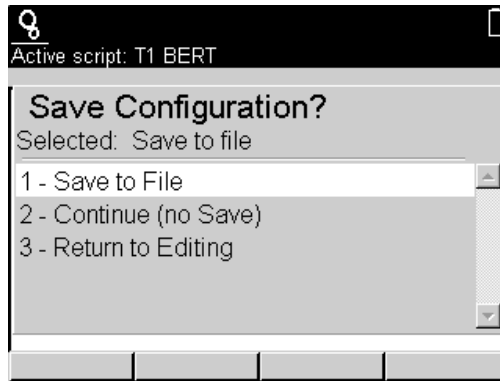 Active script: T1 BERT
Save Configuration?
Selected: Save to file
1 - Save to File
2 - Continue (no Save)
3 - Return to Editing